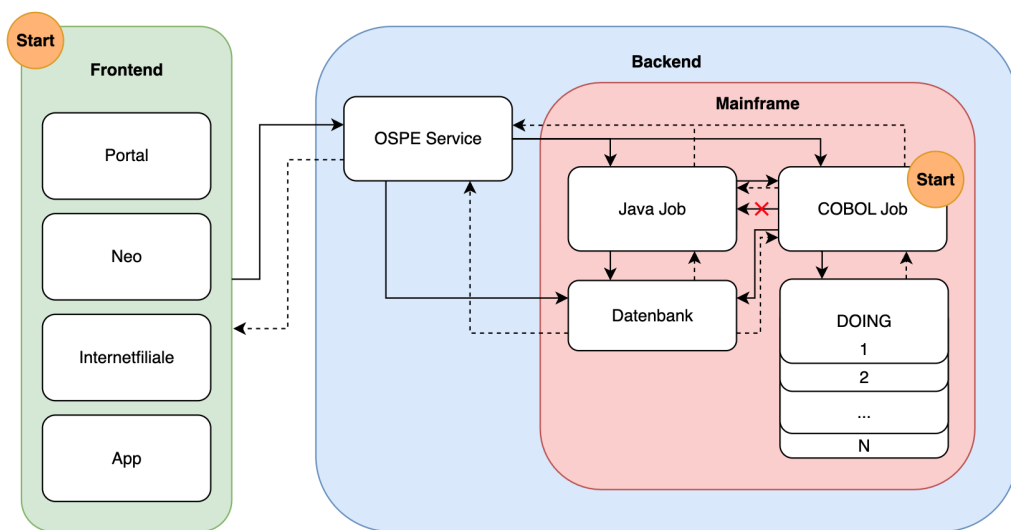 Start
Frontend
Portal
Neo
Internetfiliale
App
Backend
OSPE Service
Mainframe
Java Job
COBOL Job
Start
Datenbank
DOING
1
2
...
N